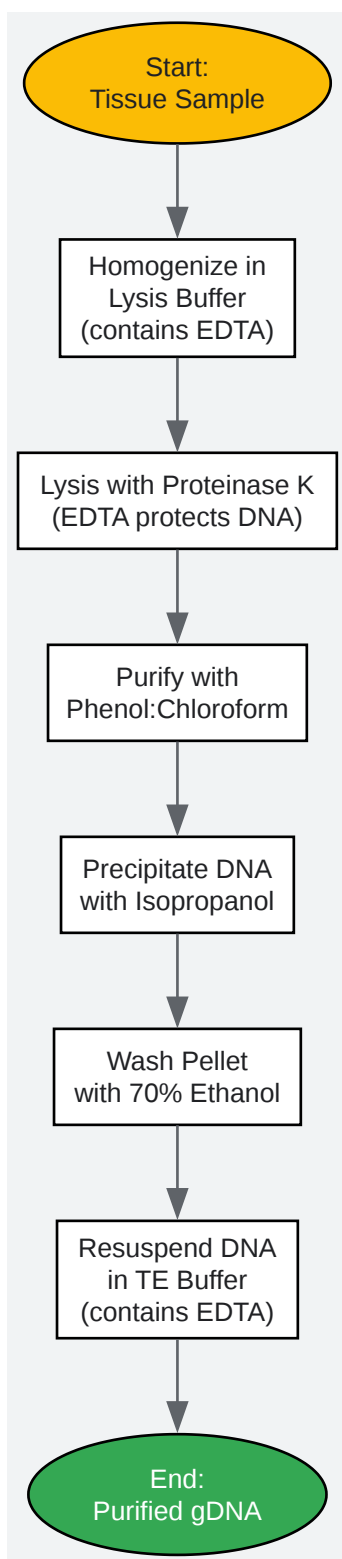 Start:
Tissue Sample
Homogenize in
Lysis Buffer
(contains EDTA)
Lysis with Proteinase K
(EDTA protects DNA)
Purify with
Phenol:Chloroform
Precipitate DNA
with Isopropanol
Wash Pellet
with 70% Ethanol
Resuspend DNA
in TE Buffer
(contains EDTA)
End:
Purified gDNA